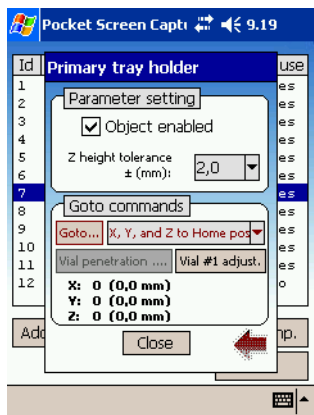 Pocket Screen Captu 9.19
Id Primary tray holder use
Parameter setting
Object enabled
Z height tolerance
± (mm): 2,0
Goto commands
Goto... X, Y, and Z to Home pos
Vial penetration .... Vial #1 adjust.
X: 0 (0,0 mm)
Y: 0 (0,0 mm)
Z: 0 (0,0 mm)
Close
1 es
2 es
3 es
4 es
5 es
6 es
7 es
8 es
9 es
10 es
11 es
12 o
Add mp.